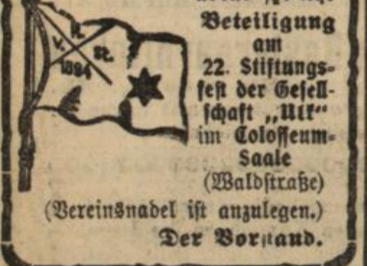 Beteiligung
am
22. Stiftungs-
fest der Gesell-
schaft „Ulk“
im Colosseum-
Saale
(Waldstraße)
(Vereinsnadel ist anzulegen.)
Der Vorstand.
K.
V. St.
1894